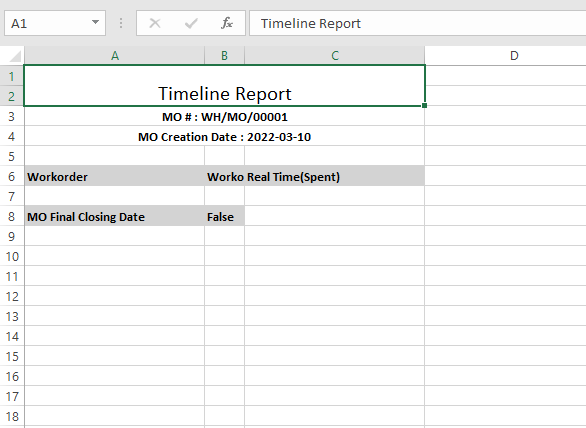 A1 fx Timeline Report
A B C D
1
2 Timeline Report
3 MO # : WH/MO/00001
4 MO Creation Date : 2022-03-10
5
6 Workorder Worko Real Time(Spent)
7
8 MO Final Closing Date False
9
10
11
12
13
14
15
16
17
18